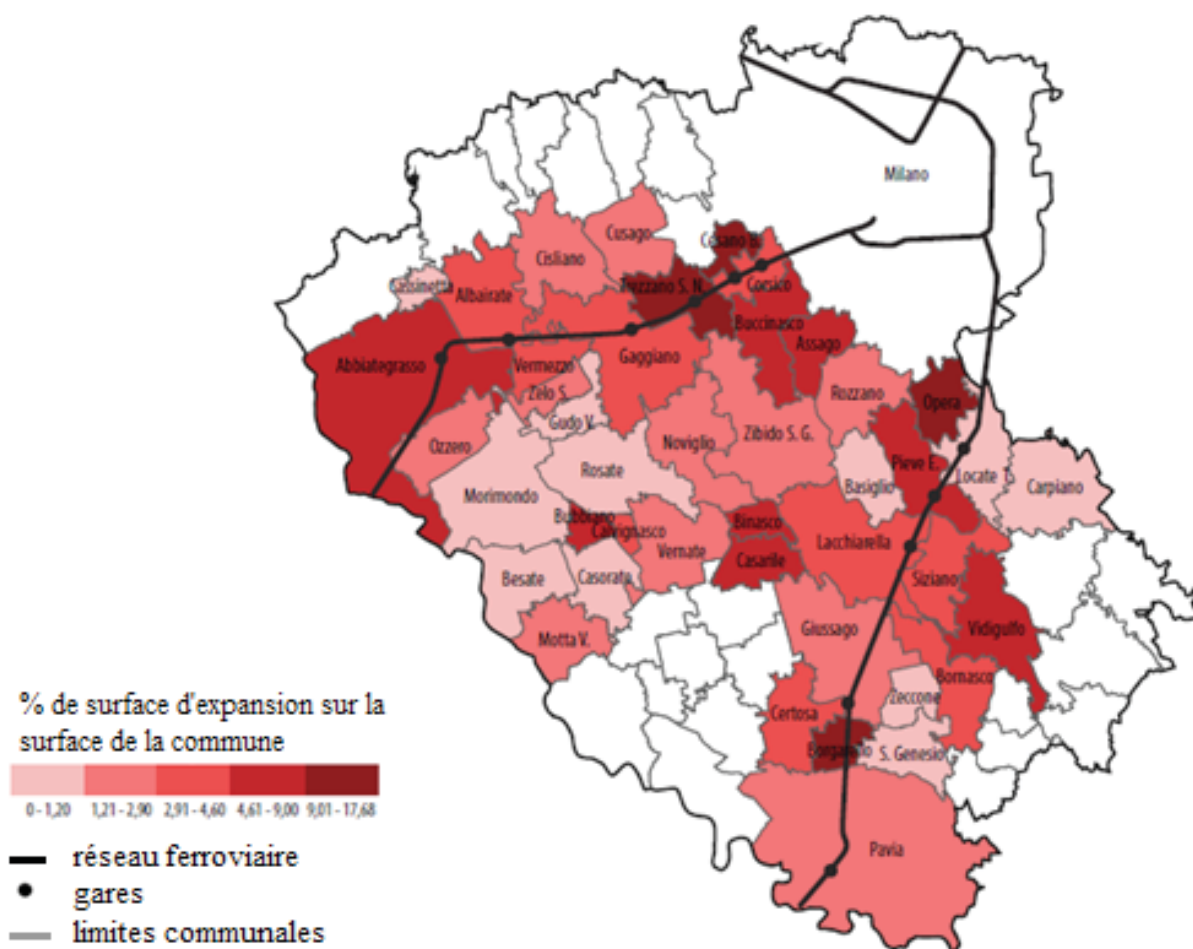 Milano
Cusago
Cesano B.
Cisliano
Cassinetta
Albairate
Trezzano S. N.
Corsico
Buccinasco
Assago
Abbiategrasso
Vermezzo
Gaggiano
Zelo S.
Rozzano
Opera
Gudo V.
Ozzero
Noviglio
Zibido S. G.
Rosate
Pieve E.
Morimondo
Basiglio
Locate T.
Carpiano
Bubbiano
Calvignasco
Binasco
Lacchiarella
Vernate
Casarile
Besate
Casorate
Siziano
Motta V.
Giussago
Vidigulfo
Bornasco
Zeccone
Certosa
Borgarello
S. Genesio
Pavia
% de surface d'expansion sur la
surface de la commune
0 - 1,20 1,21 - 2,90 2,91 - 4,60 4,61 - 9,00 9,01 - 17,68
réseau ferroviaire
gares
limites communales